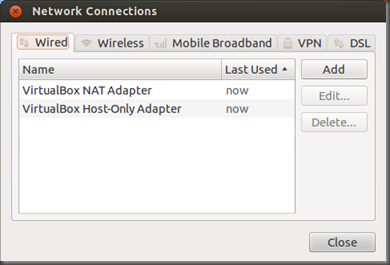 Network Connections
Wired Wireless Mobile Broadband VPN DSL
Name Last Used Add
VirtualBox NAT Adapter now Edit...
VirtualBox Host-Only Adapter now Delete...
Close